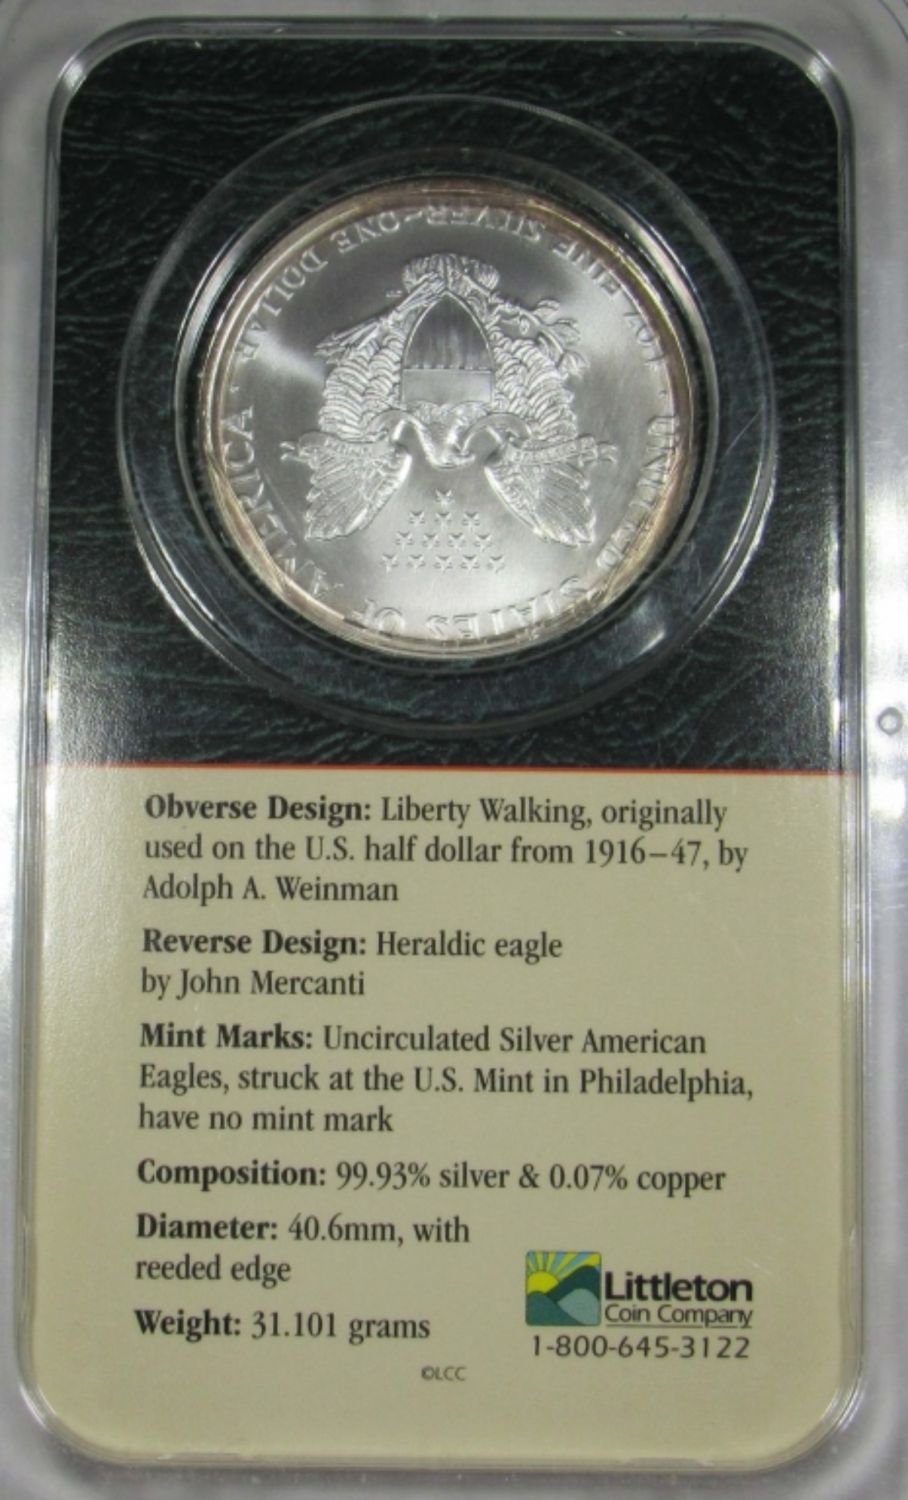 UNITED STATES OF AMERICA
FINE SILVER~ONE DOLLAR
Obverse Design: Liberty Walking, originally
used on the U.S. half dollar from 1916–47, by
Adolph A. Weinman
Reverse Design: Heraldic eagle
by John Mercanti
Mint Marks: Uncirculated Silver American
Eagles, struck at the U.S. Mint in Philadelphia,
have no mint mark
Composition: 99.93% silver & 0.07% copper
Diameter: 40.6mm, with
reeded edge
Weight: 31.101 grams
Littleton
Coin Company
1-800-645-3122
©LCC